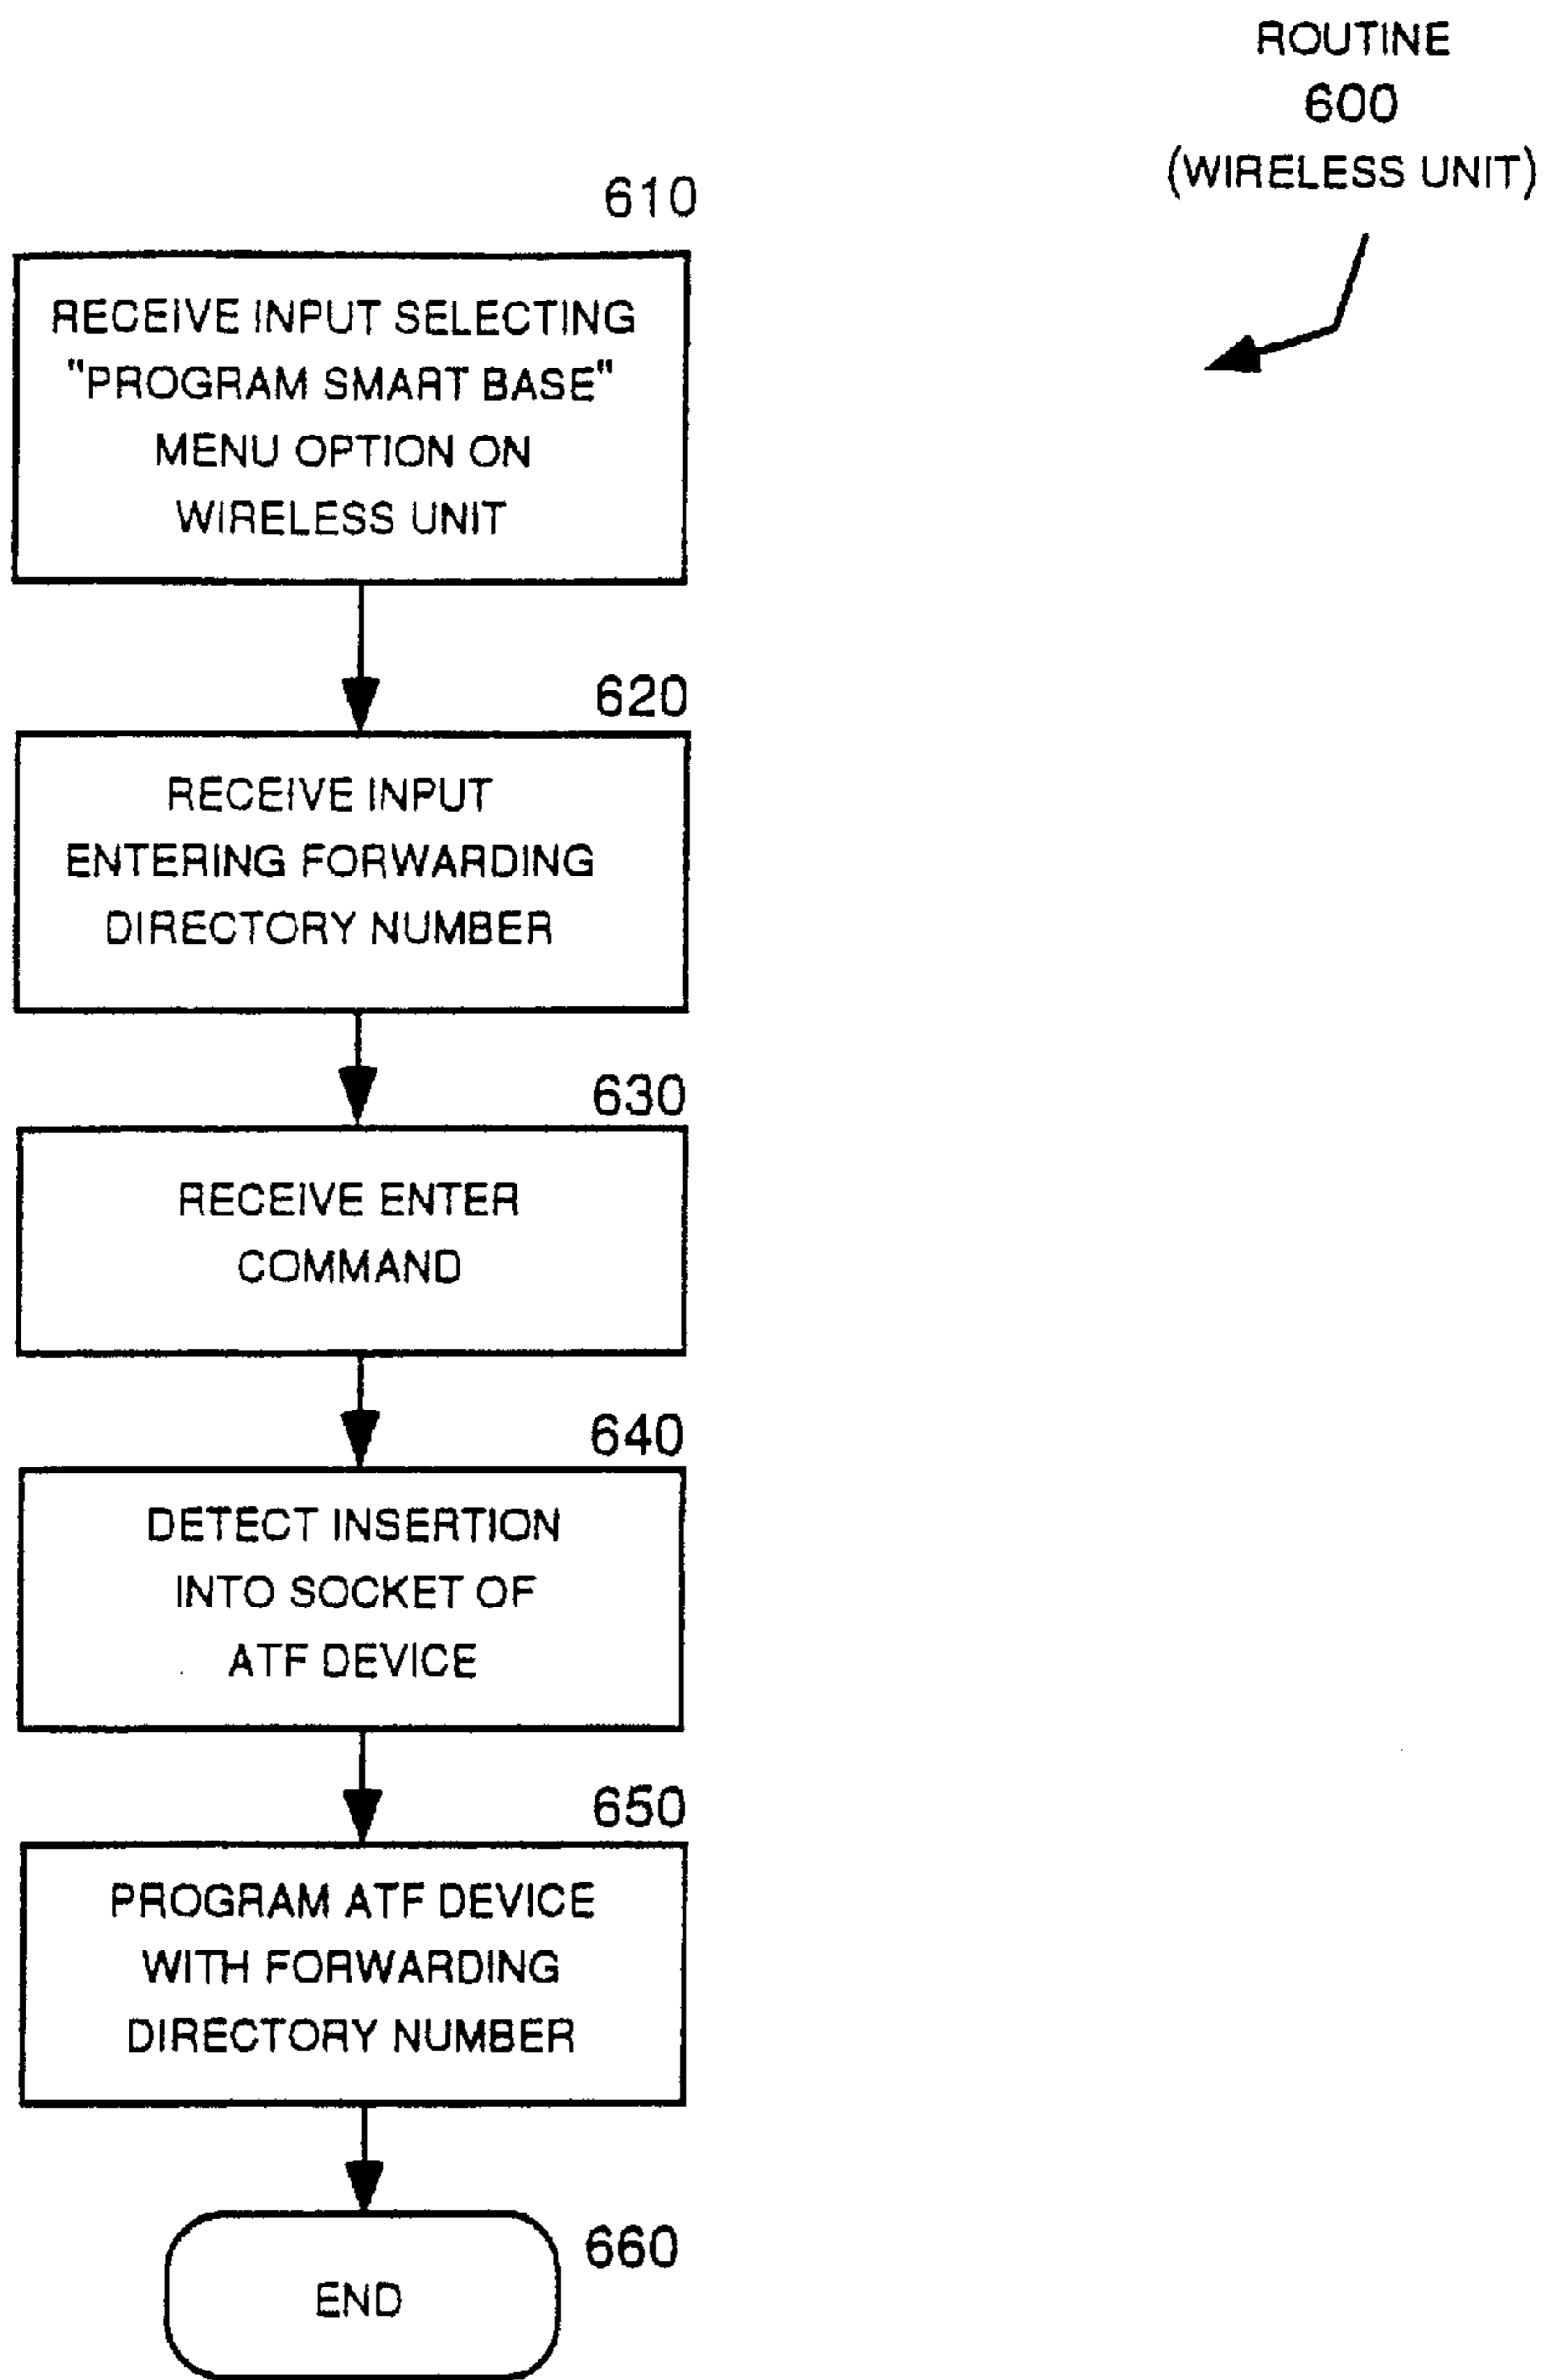 ROUTINE
600
(WIRELESS UNIT)
610
RECEIVE INPUT SELECTING
"PROGRAM SMART BASE"
MENU OPTION ON
WIRELESS UNIT
620
RECEIVE INPUT
ENTERING FORWARDING
DIRECTORY NUMBER
630
RECEIVE ENTER
COMMAND
640
DETECT INSERTION
INTO SOCKET OF
ATF DEVICE
650
PROGRAM ATF DEVICE
WITH FORWARDING
DIRECTORY NUMBER
660
END